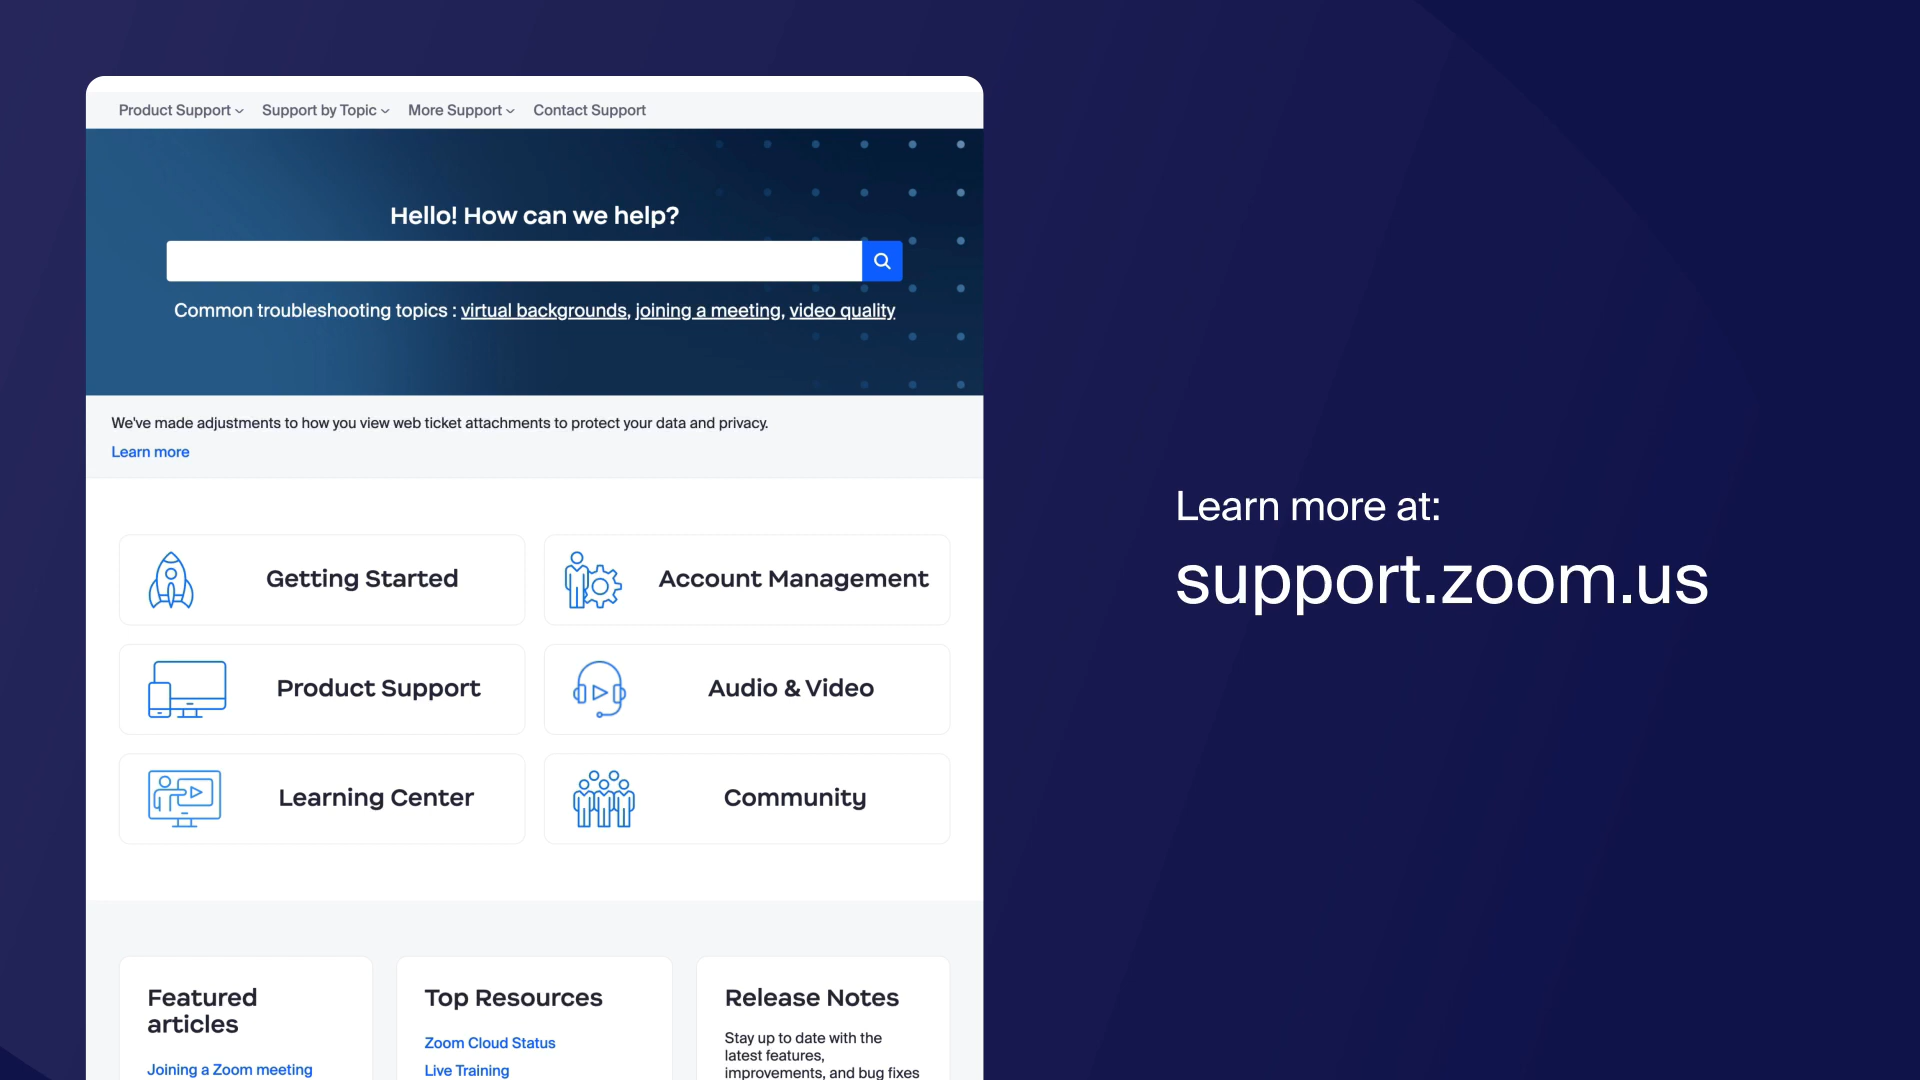 Product Support Support by Topic More Support Contact Support
Hello! How can we help?
Common troubleshooting topics : virtual backgrounds, joining a meeting, video quality
We've made adjustments to how you view web ticket attachments to protect your data and privacy.
Learn more
Getting Started
Account Management
Product Support
Audio & Video
Learning Center
Community
Featured
articles
Joining a Zoom meeting
Top Resources
Zoom Cloud Status
Live Training
Release Notes
Stay up to date with the
latest features,
improvements, and bug fixes
Learn more at:
support.zoom.us